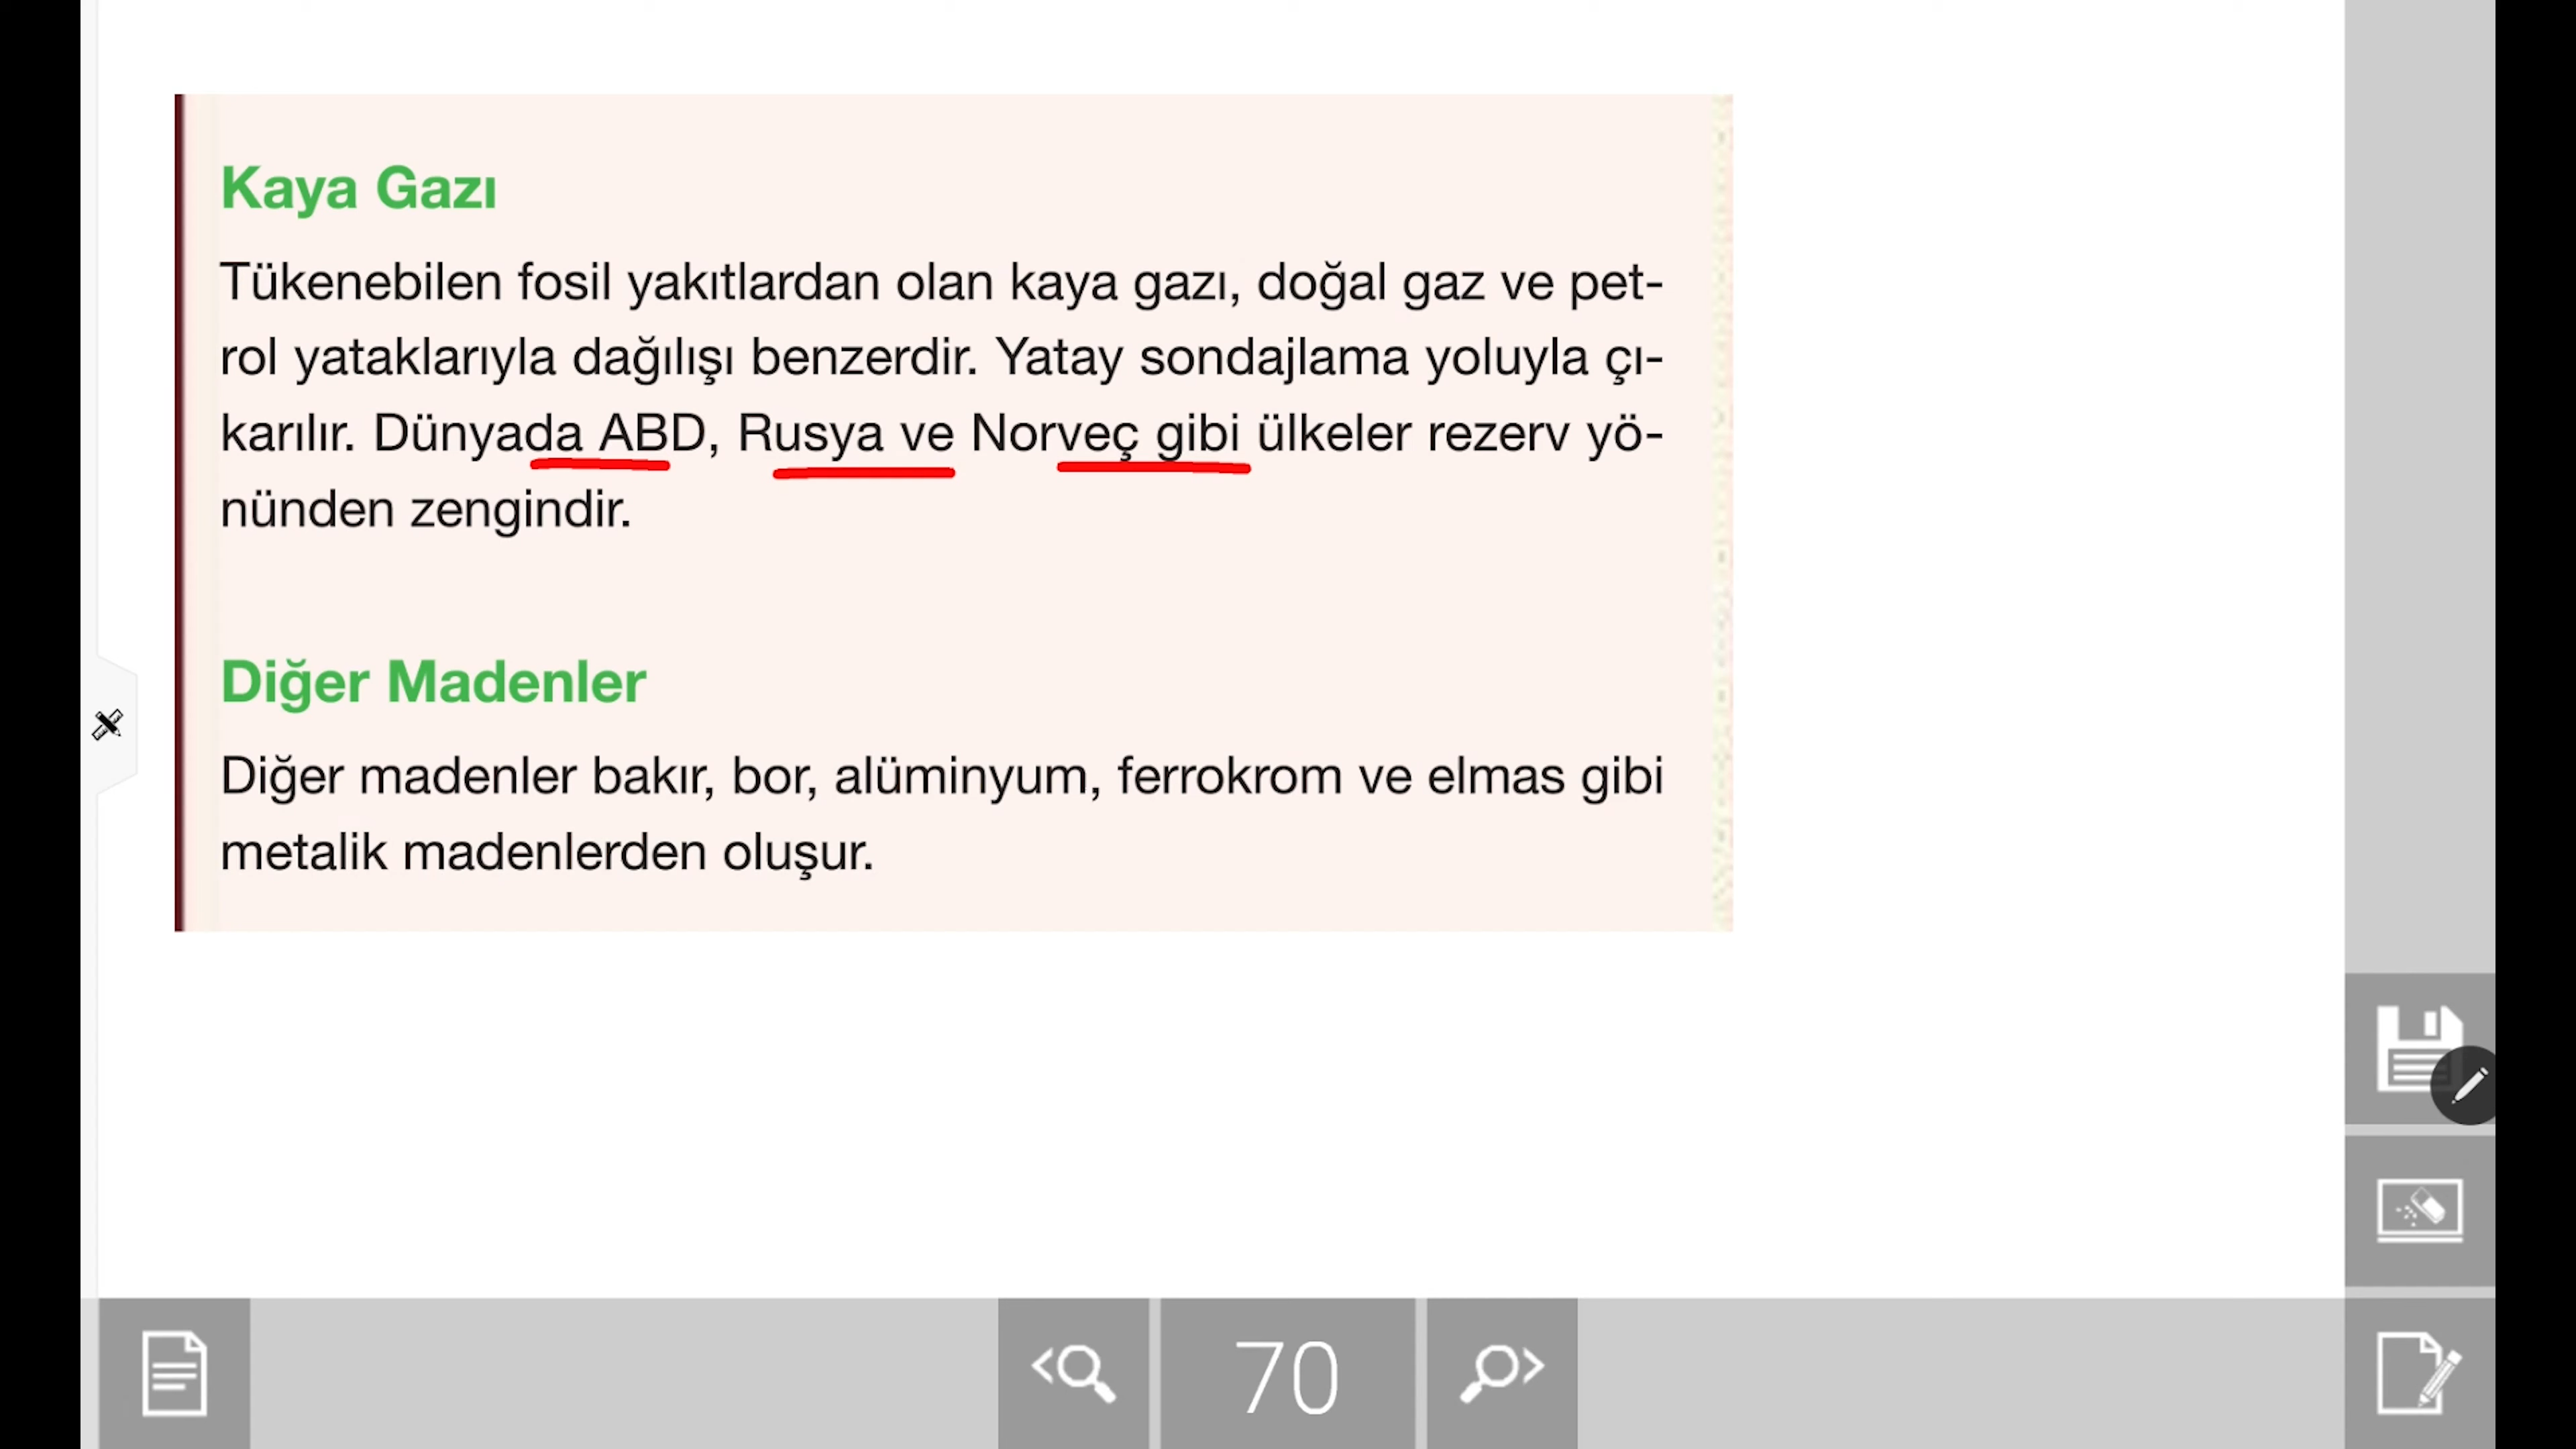 Kaya Gazı
Tükenebilen fosil yakıtlardan olan kaya gazı, doğal gaz ve pet-
rol yataklarıyla dağılışı benzerdir. Yatay sondajlama yoluyla çı-
karılır. Dünyada ABD, Rusya ve Norveç gibi ülkeler rezerv yö-
nünden zengindir.
Diğer Madenler
Diğer madenler bakır, bor, alüminyum, ferrokrom ve elmas gibi
metalik madenlerden oluşur.
70